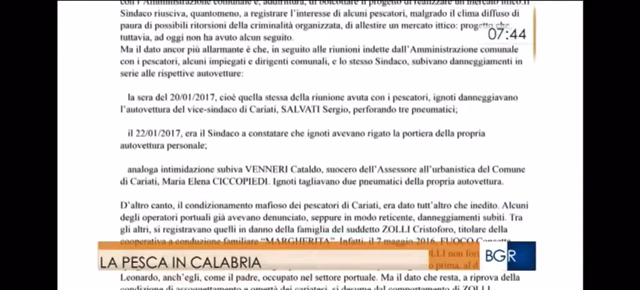 Sindaco riusciva, quantomeno, a registrare l'interesse di alcuni pescatori, malgrado il clima diffuso di
paura di possibili ritorsioni della criminalità organizzata, di allestire un mercato ittico:
07:44
tuttavia, ad oggi non ha avuto alcun seguito.
Ma il dato ancor più allarmante è che, in seguito alle riunioni indette dall'Amministrazione comunale
con i pescatori, alcuni impiegati e dirigenti comunali, e lo stesso Sindaco, subivano danneggiamenti in
serie alle rispettive autovetture:
la sera del 20/01/2017, cioè quella stessa della riunione avuta con i pescatori, ignoti danneggiavano
l'autovettura del vice-sindaco di Cariati, SALVATI Sergio, perforando tre pneumatici;
il 22/01/2017, era il Sindaco a constatare che ignoti avevano rigato la portiera della propria
autovettura personale;
analoga intimidazione subiva VENNERI Cataldo, suocero dell'Assessore all'urbanistica del Comune
di Cariati, Maria Elena CICCOPIEDI. Ignoti tagliavano due pneumatici della propria autovettura.
D'altro canto, il condizionamento mafioso dei pescatori di Cariati, era dato tutt'altro che inedito. Alcuni
degli operatori portuali già avevano denunciato, seppure in modo reticente, danneggiamenti subiti. Tra
gli altri, si registravano quelli in danno della famiglia del suddetto ZOLLI Cristoforo, titolare della
cooperativa a conduzione familiare "MARGHERITA". Infatti, il 7 maggio 2016, FUOCO
LA PESCA IN CALABRIA
BGR
Leonardo, anch'egli, come il padre, occupato nel settore portuale. Ma il dato che resta, a riprova della